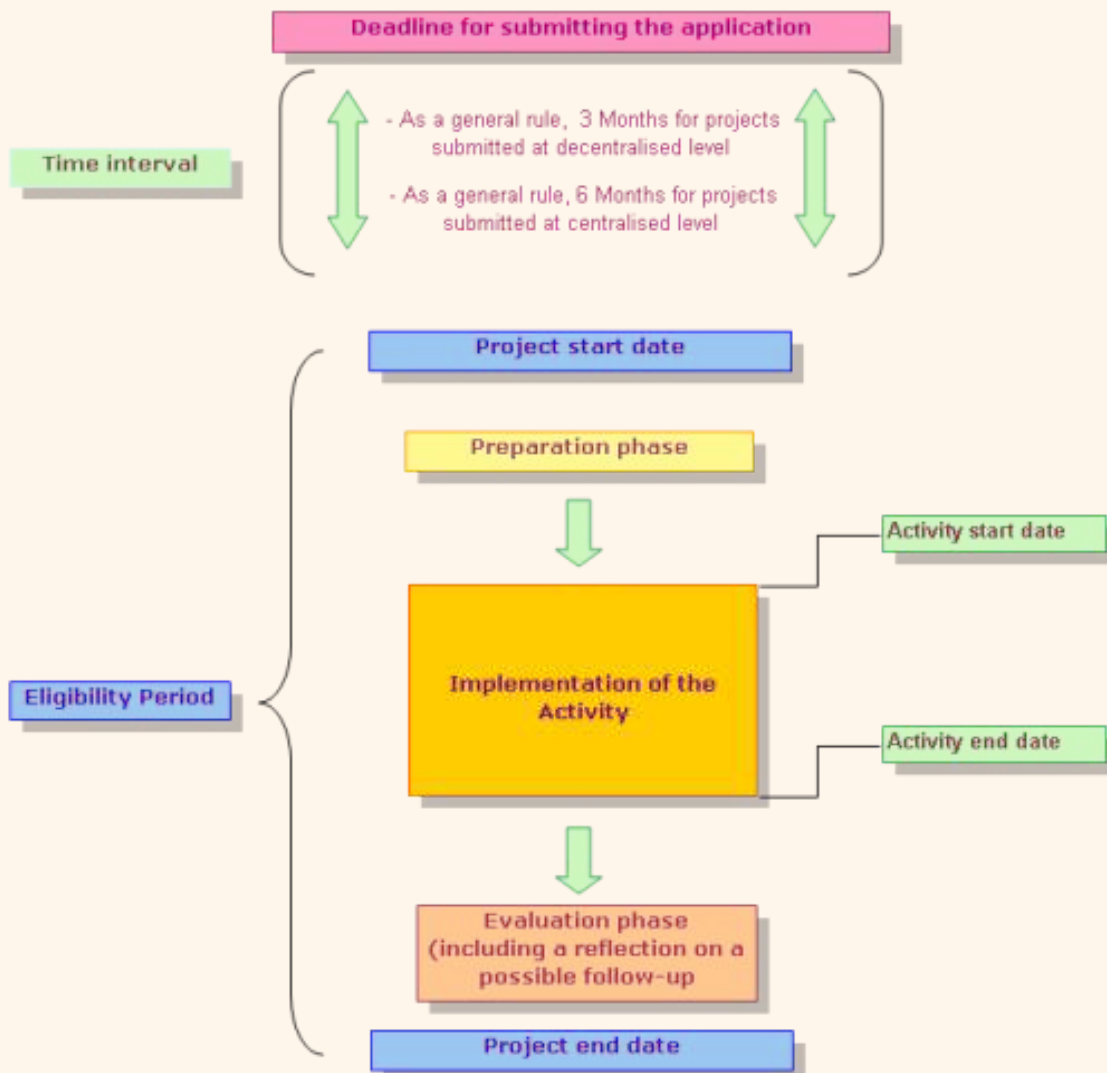 Deadline for submitting the application
Time interval
- As a general rule, 3 Months for projects
submitted at decentralised level
- As a general rule, 6 Months for projects
submitted at centralised level
Project start date
Preparation phase
Activity start date
Eligibility Period
Implementation of the
Activity
Activity end date
Evaluation phase
(including a reflection on a
possible follow-up
Project end date